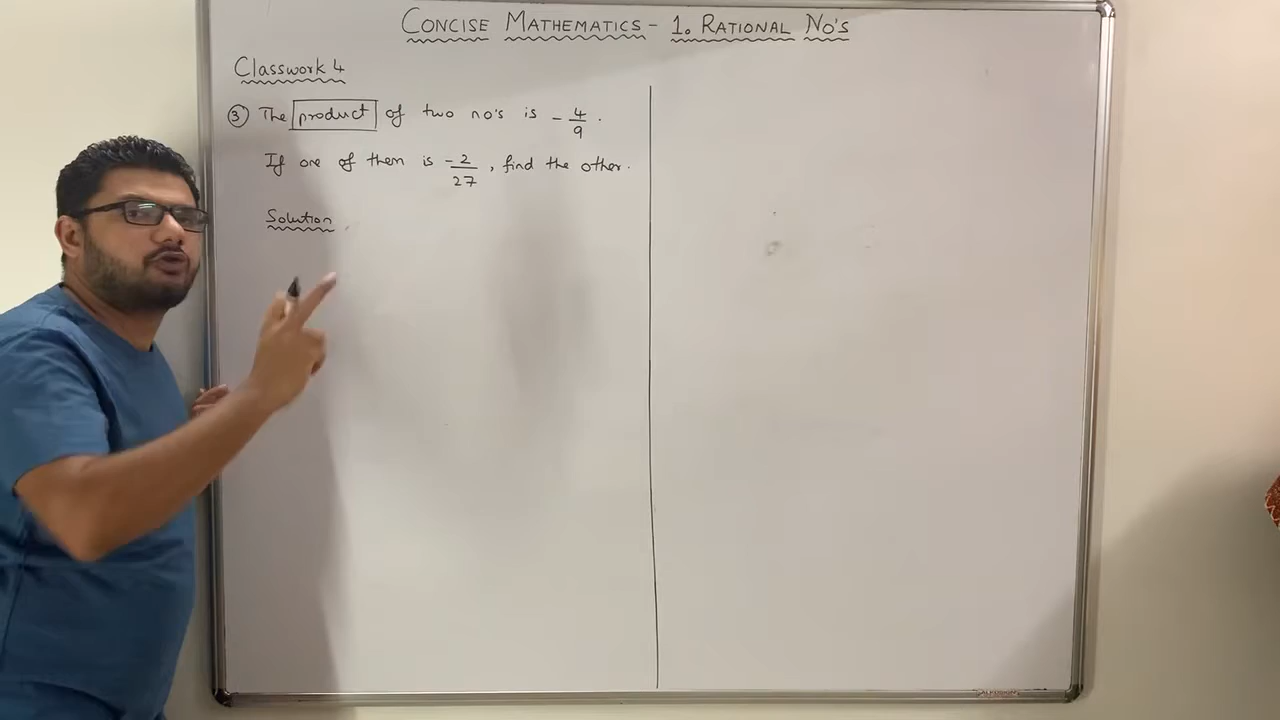 CONCISE MATHEMATICS - 1. RATIONAL NO'S
Classwork 4
③ The product of two no's is - 4/9 .
If one of them is -2/27 , find the other.
Solution